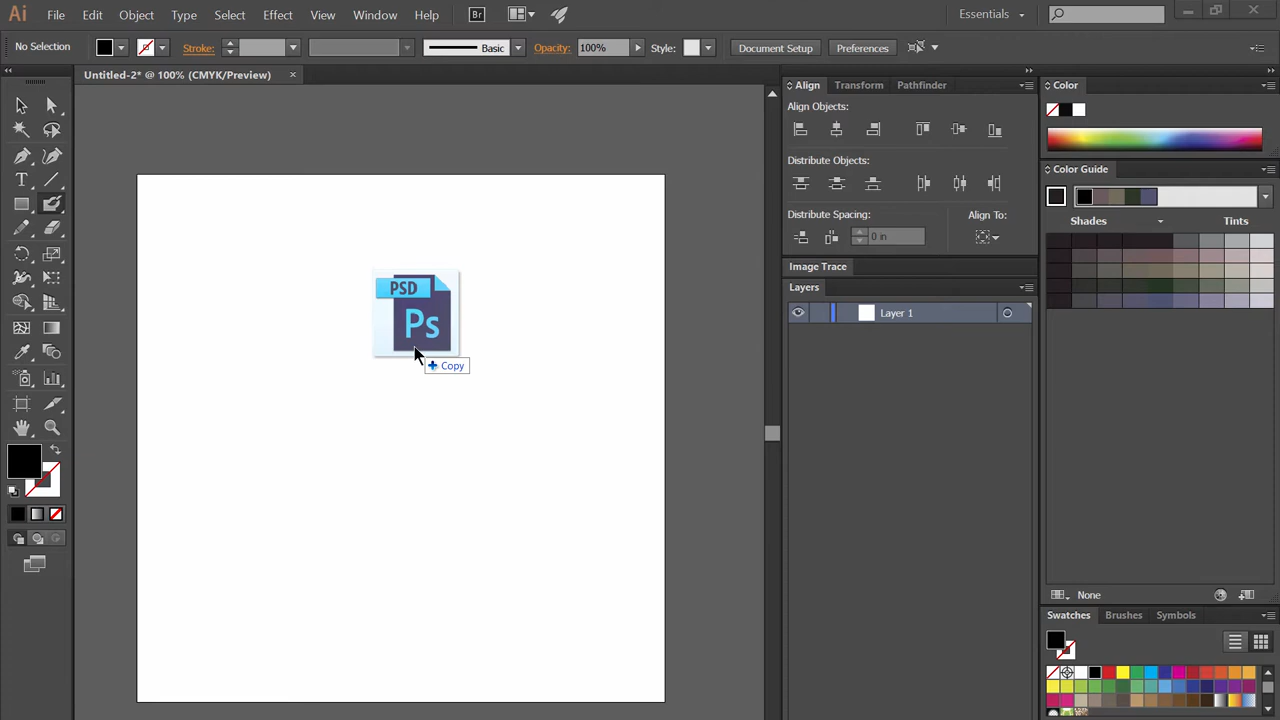 Ai File Edit Object Type Select Effect View Window Help Br Essentials
No Selection Stroke: Basic Opacity: 100% Style: Document Setup Preferences
Untitled-2* @ 100% (CMYK/Preview)
Align Transform Pathfinder
Align Objects:
Distribute Objects:
Distribute Spacing: Align To:
0 in
Image Trace
Layers
Layer 1
Color
Color Guide
Shades Tints
None
Swatches Brushes Symbols
PSD
Ps
Copy
T